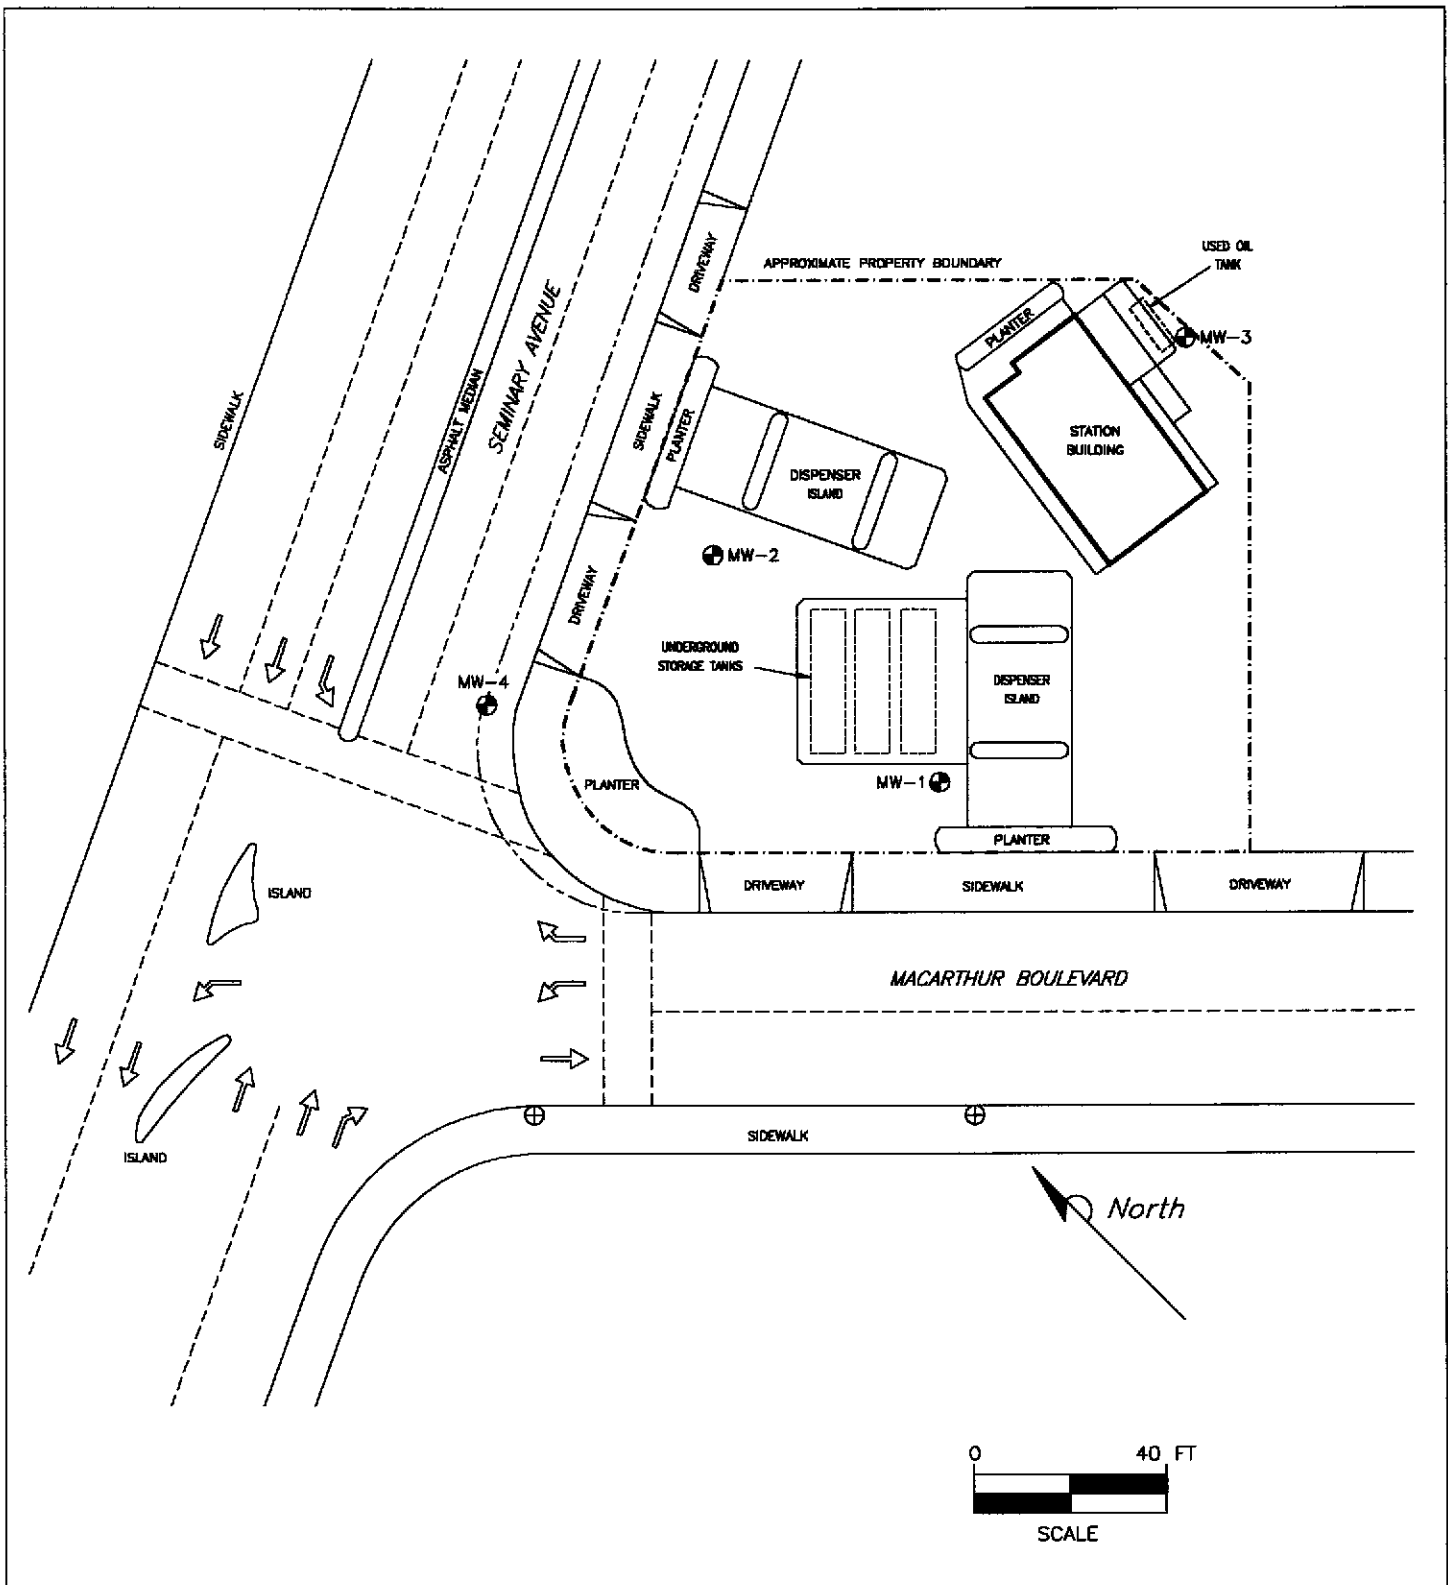 USED OIL
TANK
APPROXIMATE PROPERTY BOUNDARY
DRIVEWAY
PLANTER
MW-3
SEMINARY AVENUE
ASPHALT MEDIAN
SIDEWALK
SIDEWALK
PLANTER
STATION
BUILDING
DISPENSER
ISLAND
MW-2
DRIVEWAY
UNDERGROUND
STORAGE TANKS
MW-4
DISPENSER
ISLAND
PLANTER
MW-1
PLANTER
ISLAND
DRIVEWAY
SIDEWALK
DRIVEWAY
MACARTHUR BOULEVARD
SIDEWALK
ISLAND
North
0 40 FT
SCALE